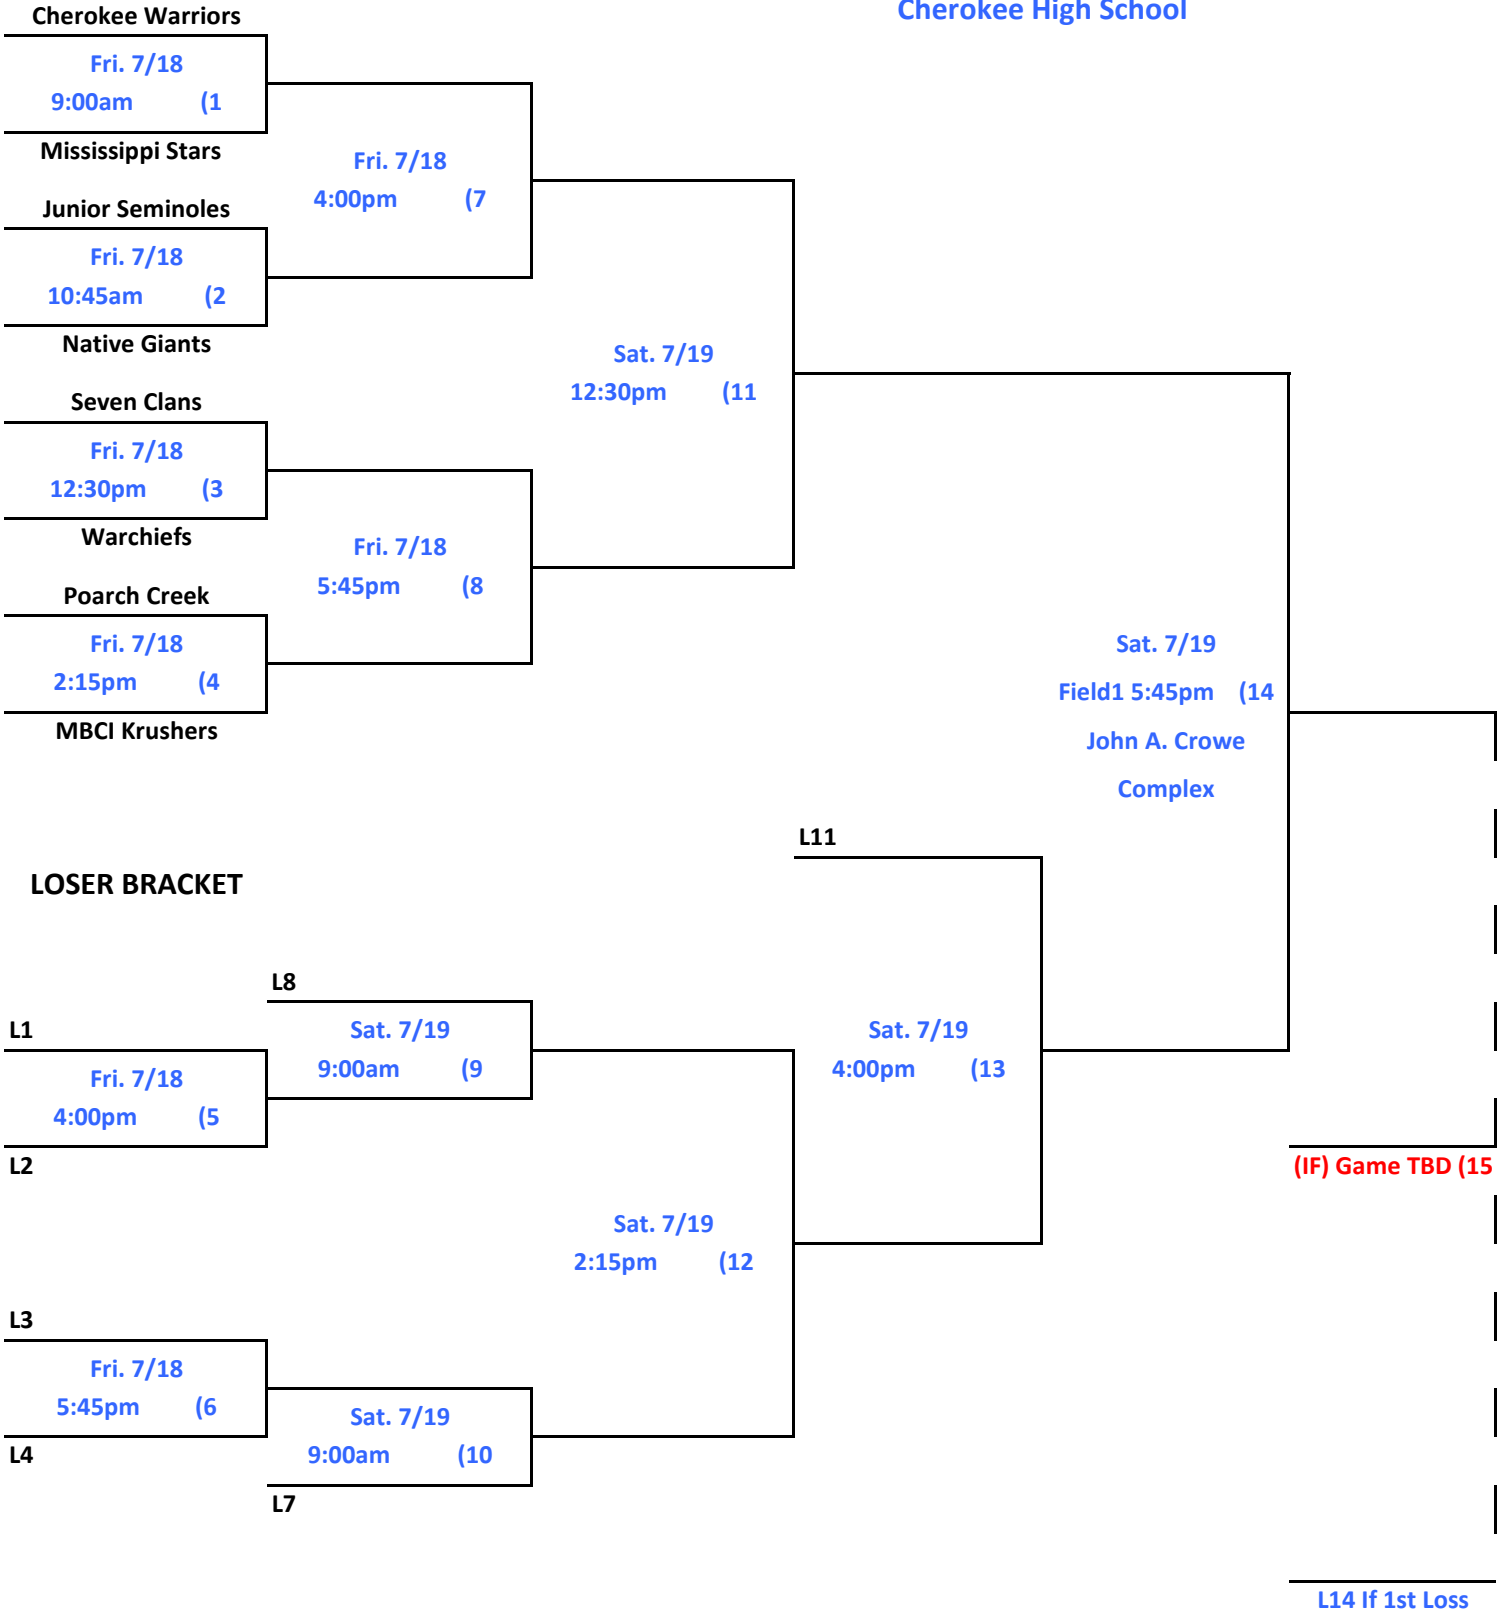 Cherokee High School
Cherokee Warriors
Fri. 7/18
9:00am (1
Mississippi Stars
Fri. 7/18
4:00pm (7
Junior Seminoles
Fri. 7/18
10:45am (2
Native Giants
Sat. 7/19
12:30pm (11
Seven Clans
Fri. 7/18
12:30pm (3
Warchiefs
Fri. 7/18
5:45pm (8
Poarch Creek
Fri. 7/18
2:15pm (4
MBCI Krushers
Sat. 7/19
Field1 5:45pm (14
John A. Crowe
Complex
L11
LOSER BRACKET
L8
L1
Sat. 7/19
9:00am (9
Sat. 7/19
4:00pm (13
Fri. 7/18
4:00pm (5
L2
(IF) Game TBD (15
Sat. 7/19
2:15pm (12
L3
Fri. 7/18
5:45pm (6
L4
Sat. 7/19
9:00am (10
L7
L14 If 1st Loss